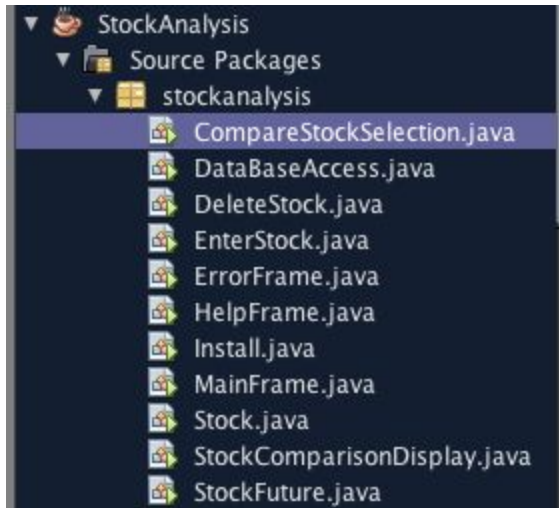 StockAnalysis
Source Packages
stockanalysis
CompareStockSelection.java
DataBaseAccess.java
DeleteStock.java
EnterStock.java
ErrorFrame.java
HelpFrame.java
Install.java
MainFrame.java
Stock.java
StockComparisonDisplay.java
StockFuture.java